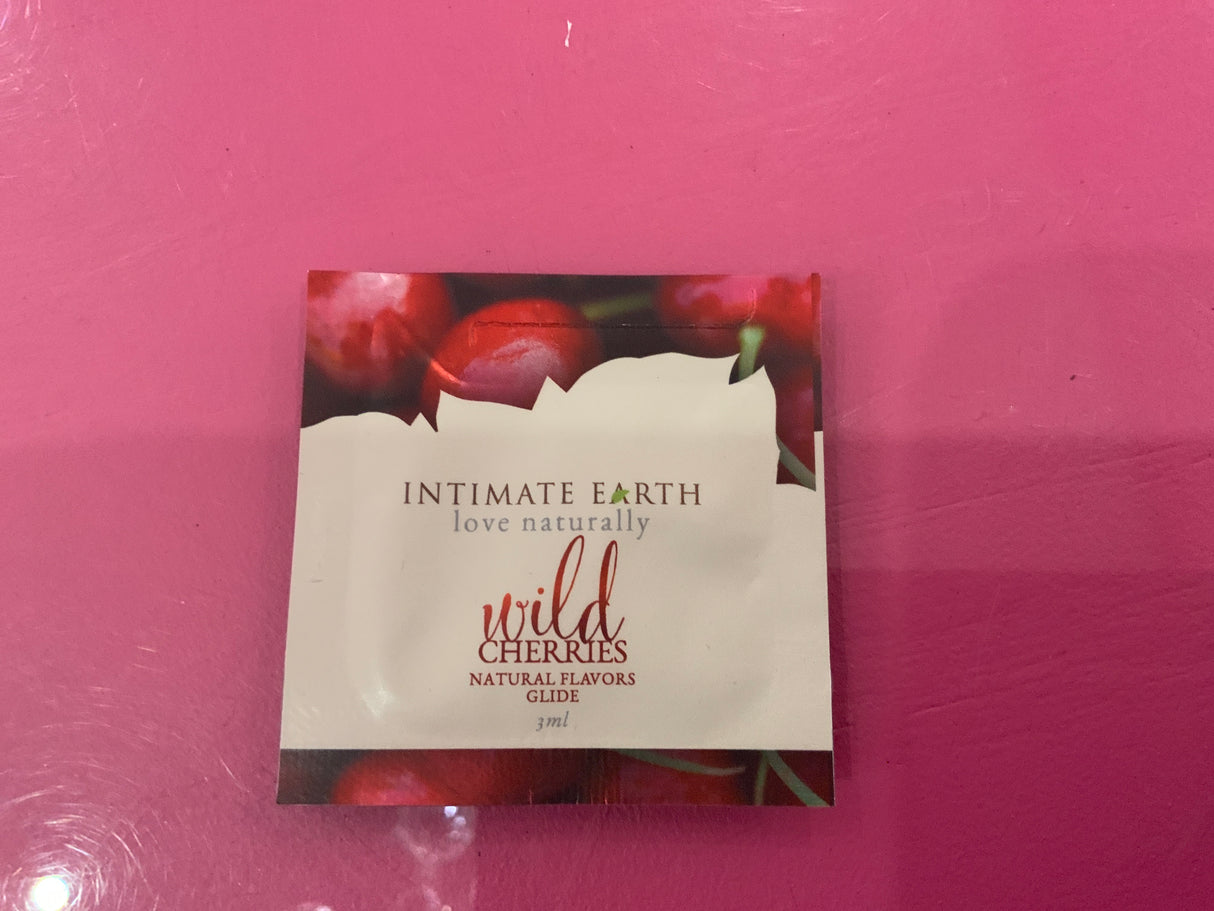 INTIMATE EARTH
love naturally
wild
CHERRIES
NATURAL FLAVORS
GLIDE
3ml